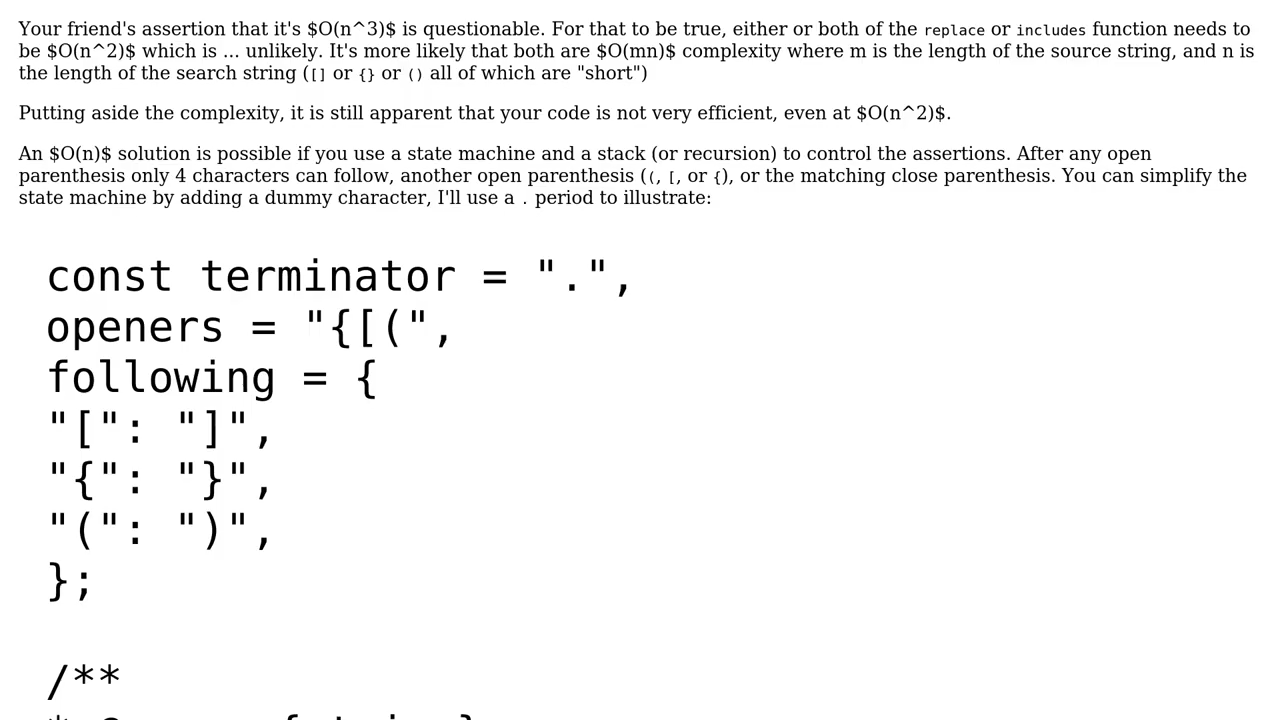 Your friend's assertion that it's $O(n^3)$ is questionable. For that to be true, either or both of the replace or includes function needs to
be $O(n^2)$ which is ... unlikely. It's more likely that both are $O(mn)$ complexity where m is the length of the source string, and n is
the length of the search string ([] or {} or () all of which are "short")
Putting aside the complexity, it is still apparent that your code is not very efficient, even at $O(n^2)$.
An $O(n)$ solution is possible if you use a state machine and a stack (or recursion) to control the assertions. After any open
parenthesis only 4 characters can follow, another open parenthesis ((, [, or {), or the matching close parenthesis. You can simplify the
state machine by adding a dummy character, I'll use a . period to illustrate:
const terminator = ".",
openers = "{[(",
following = {
"[": "]",
"{": "}",
"(": ")",
};
/**